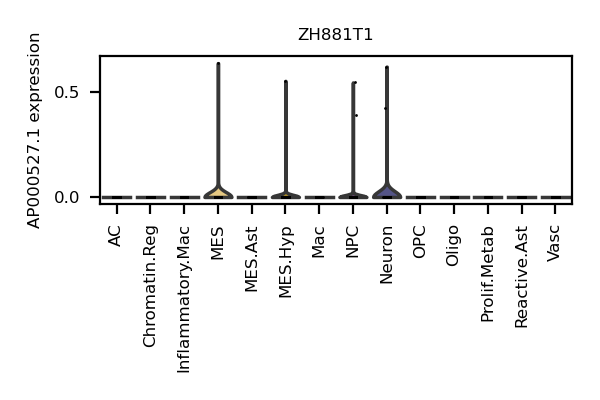 ZH881T1
AP000527.1 expression
0.5
0.0
AC
Chromatin.Reg
Inflammatory.Mac
MES
MES.Ast
MES.Hyp
Mac
NPC
Neuron
OPC
Oligo
Prolif.Metab
Reactive.Ast
Vasc